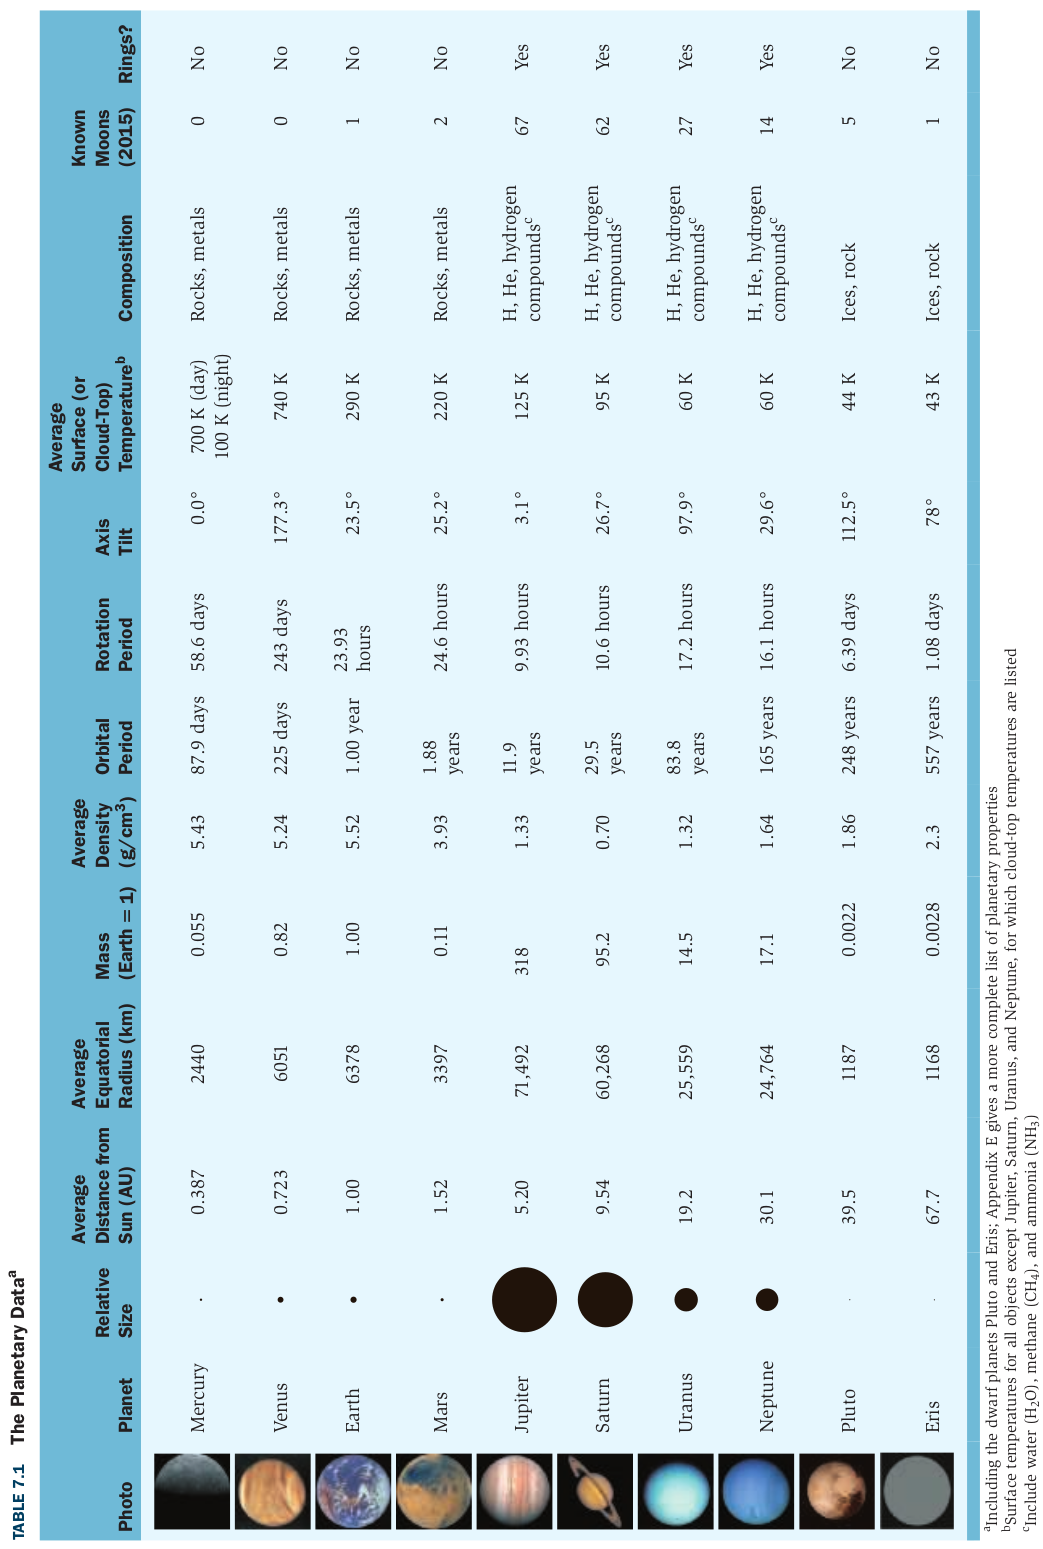 TABLE 7.1 The Planetary Dataᵃ
Photo Planet Relative Size Average Distance from Sun (AU) Average Equatorial Radius (km) Mass (Earth = 1) Average Density (g/cm³) Orbital Period Rotation Period Axis Tilt Average Surface (or Cloud-Top) Temperatureᵇ Composition Known Moons (2015) Rings?
Mercury 0.387 2440 0.055 5.43 87.9 days 58.6 days 0.0° 700 K (day) 100 K (night) Rocks, metals 0 No
Venus 0.723 6051 0.82 5.24 225 days 243 days 177.3° 740 K Rocks, metals 0 No
Earth 1.00 6378 1.00 5.52 1.00 year 23.93 hours 23.5° 290 K Rocks, metals 1 No
Mars 1.52 3397 0.11 3.93 1.88 years 24.6 hours 25.2° 220 K Rocks, metals 2 No
Jupiter 5.20 71,492 318 1.33 11.9 years 9.93 hours 3.1° 125 K H, He, hydrogen compoundsᶜ 67 Yes
Saturn 9.54 60,268 95.2 0.70 29.5 years 10.6 hours 26.7° 95 K H, He, hydrogen compoundsᶜ 62 Yes
Uranus 19.2 25,559 14.5 1.32 83.8 years 17.2 hours 97.9° 60 K H, He, hydrogen compoundsᶜ 27 Yes
Neptune 30.1 24,764 17.1 1.64 165 years 16.1 hours 29.6° 60 K H, He, hydrogen compoundsᶜ 14 Yes
Pluto 39.5 1187 0.0022 1.86 248 years 6.39 days 112.5° 44 K Ices, rock 5 No
Eris 67.7 1168 0.0028 2.3 557 years 1.08 days 78° 43 K Ices, rock 1 No
ᵃIncluding the dwarf planets Pluto and Eris; Appendix E gives a more complete list of planetary properties
ᵇSurface temperatures for all objects except Jupiter, Saturn, Uranus, and Neptune, for which cloud-top temperatures are listed
ᶜInclude water (H₂O), methane (CH₄), and ammonia (NH₃)